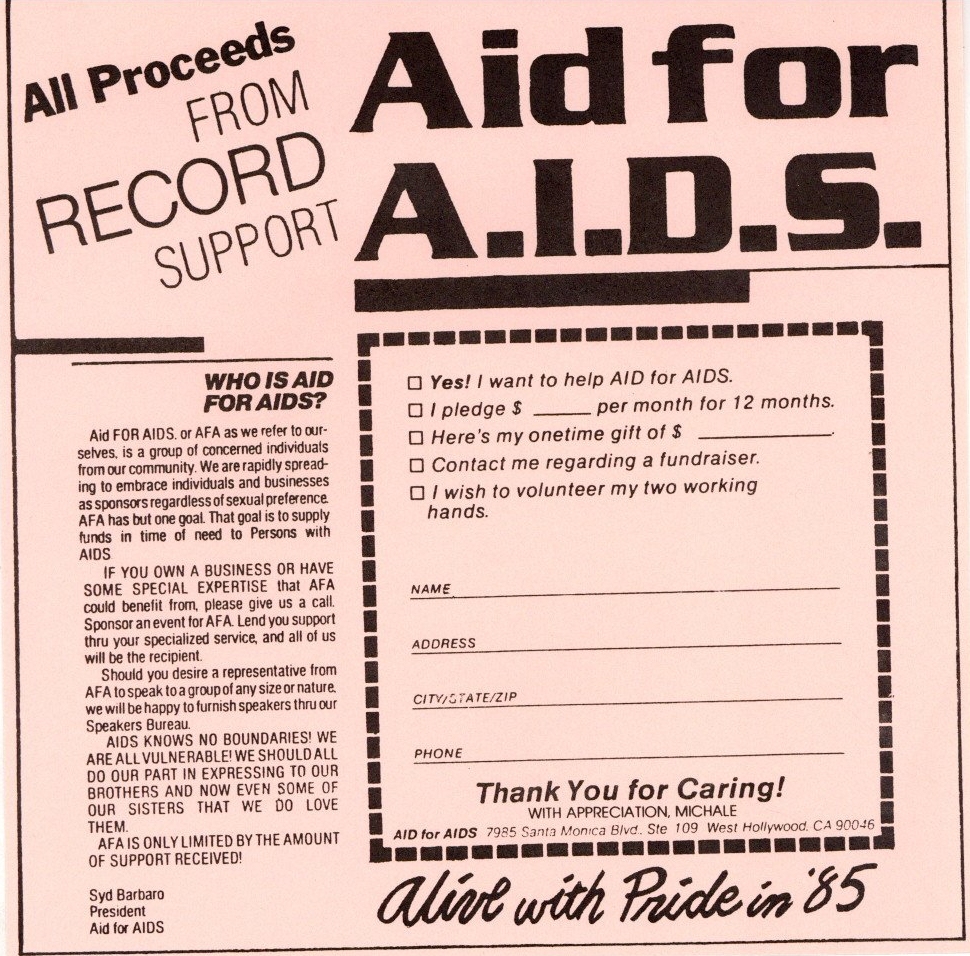 All Proceeds
FROM
RECORD
SUPPORT
Aid for
A.I.D.S.
WHO IS AID
FOR AIDS?
Aid FOR AIDS. or AFA as we refer to our-
selves, is a group of concerned individuals
from our community. We are rapidly spread-
ing to embrace individuals and businesses
as sponsors regardless of sexual preference.
AFA has but one goal. That goal is to supply
funds in time of need to Persons with
AIDS
IF YOU OWN A BUSINESS OR HAVE
SOME SPECIAL EXPERTISE that AFA
could benefit from, please give us a call.
Sponsor an event for AFA. Lend you support
thru your specialized service, and all of us
will be the recipient.
Should you desire a representative from
AFA to speak to a group of any size or nature,
we will be happy to furnish speakers thru our
Speakers Bureau.
AIDS KNOWS NO BOUNDARIES! WE
ARE ALL VULNERABLE! WE SHOULD ALL
DO OUR PART IN EXPRESSING TO OUR
BROTHERS AND NOW EVEN SOME OF
OUR SISTERS THAT WE DO LOVE
THEM.
AFA IS ONLY LIMITED BY THE AMOUNT
OF SUPPORT RECEIVED!
Syd Barbaro
President
Aid for AIDS
☐ Yes! I want to help AID for AIDS.
☐ I pledge $ _____ per month for 12 months.
☐ Here's my onetime gift of $ __________.
☐ Contact me regarding a fundraiser.
☐ I wish to volunteer my two working
hands.
NAME
ADDRESS
CITY/STATE/ZIP
PHONE
Thank You for Caring!
WITH APPRECIATION, MICHALE
AID for AIDS 7985 Santa Monica Blvd., Ste 109 West Hollywood, CA 90046
Alive with Pride in '85